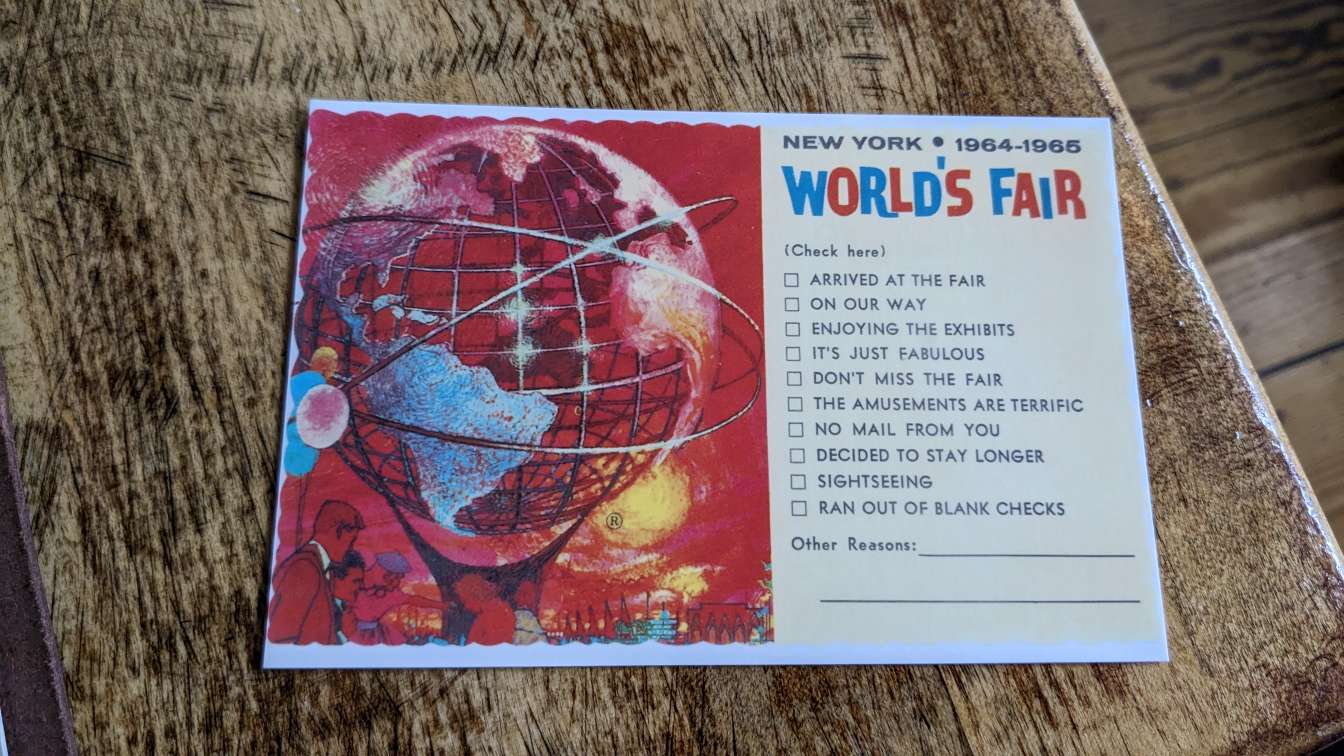 NEW YORK • 1964-1965
WORLD'S FAIR
(Check here)
☐ ARRIVED AT THE FAIR
☐ ON OUR WAY
☐ ENJOYING THE EXHIBITS
☐ IT'S JUST FABULOUS
☐ DON'T MISS THE FAIR
☐ THE AMUSEMENTS ARE TERRIFIC
☐ NO MAIL FROM YOU
☐ DECIDED TO STAY LONGER
☐ SIGHTSEEING
☐ RAN OUT OF BLANK CHECKS
Other Reasons:
®